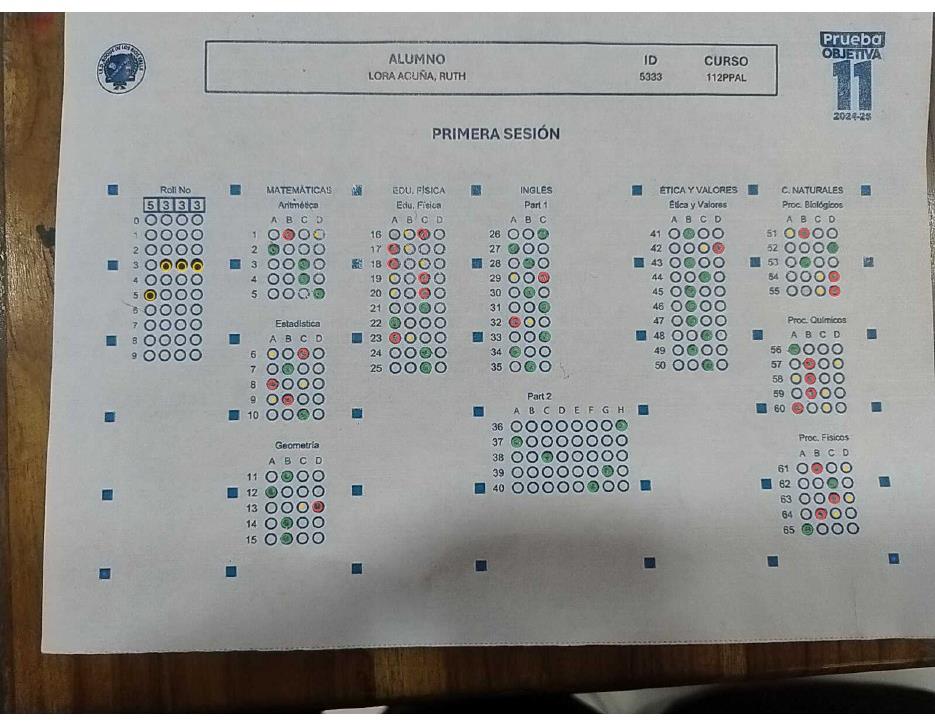 Prueba
OBJETIVA
11
2024-25
ALUMNO ID CURSO
LORA ACUÑA, RUTH 5333 112PPAL
PRIMERA SESIÓN
Roll No
5 3 3 3
0
1
2
3
4
5
6
7
8
9
MATEMÁTICAS
Aritmética
A B C D
1
2
3
4
5
Estadística
A B C D
6
7
8
9
10
Geometría
A B C D
11
12
13
14
15
EDU. FÍSICA
Edu. Física
A B C D
16
17
18
19
20
21
22
23
24
25
INGLÉS
Part 1
A B C
26
27
28
29
30
31
32
33
34
35
Part 2
A B C D E F G H
36
37
38
39
40
ÉTICA Y VALORES
Ética y Valores
A B C D
41
42
43
44
45
46
47
48
49
50
C. NATURALES
Proc. Biológicos
A B C D
51
52
53
54
55
Proc. Químicos
A B C D
56
57
58
59
60
Proc. Físicos
A B C D
61
62
63
64
65